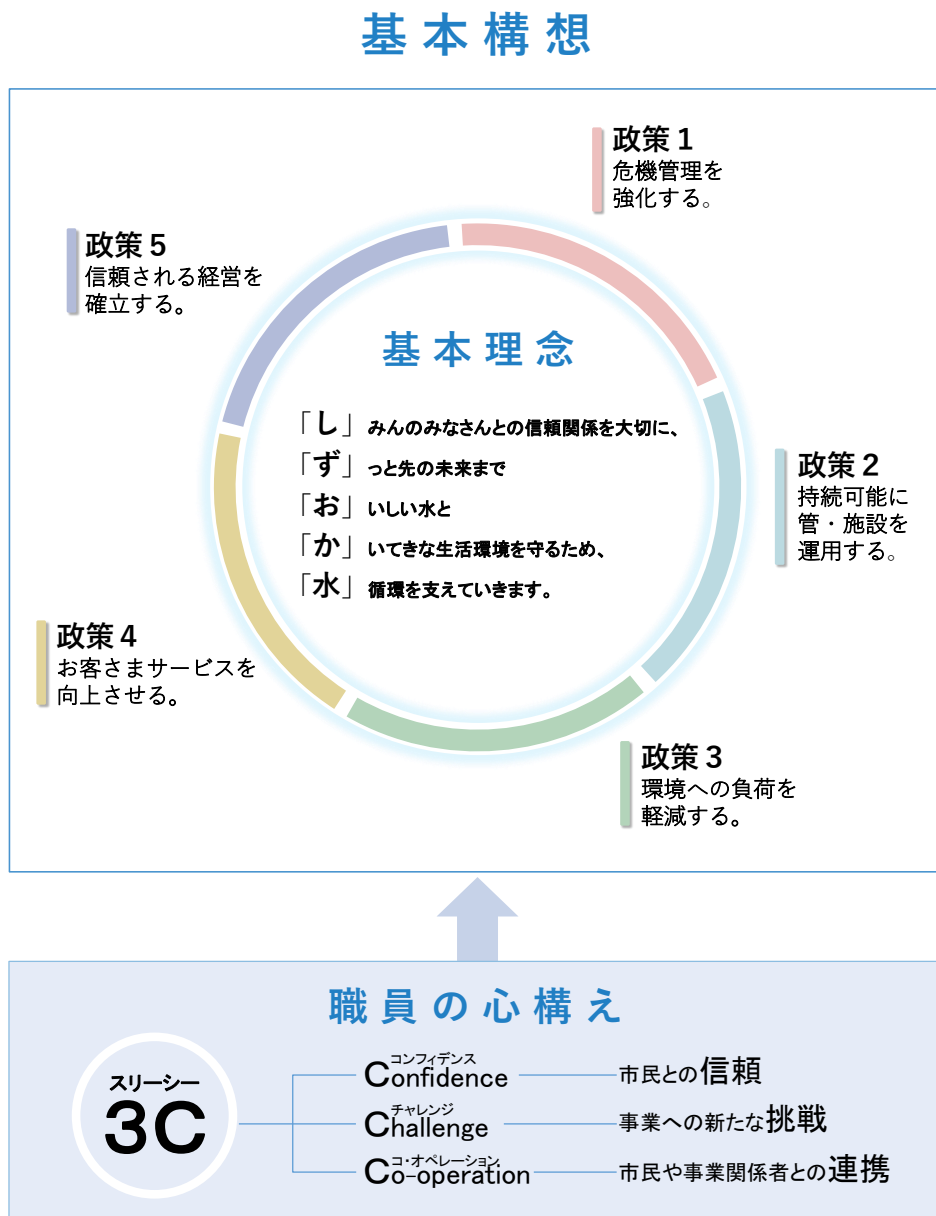 基本構想
政策1
危機管理を
強化する。
政策5
信頼される経営を
確立する。
基本理念
「し」みんのみなさんとの信頼関係を大切に、
「ず」っと先の未来まで
「お」いしい水と
「か」いてきな生活環境を守るため、
「水」循環を支えていきます。
政策2
持続可能に
管・施設を
運用する。
政策4
お客さまサービスを
向上させる。
政策3
環境への負荷を
軽減する。
職員の心構え
スリーシー
3C
コンフィデンス
Confidence
市民との信頼
チャレンジ
Challenge
事業への新たな挑戦
コ・オペレーション
Co-operation
市民や事業関係者との連携